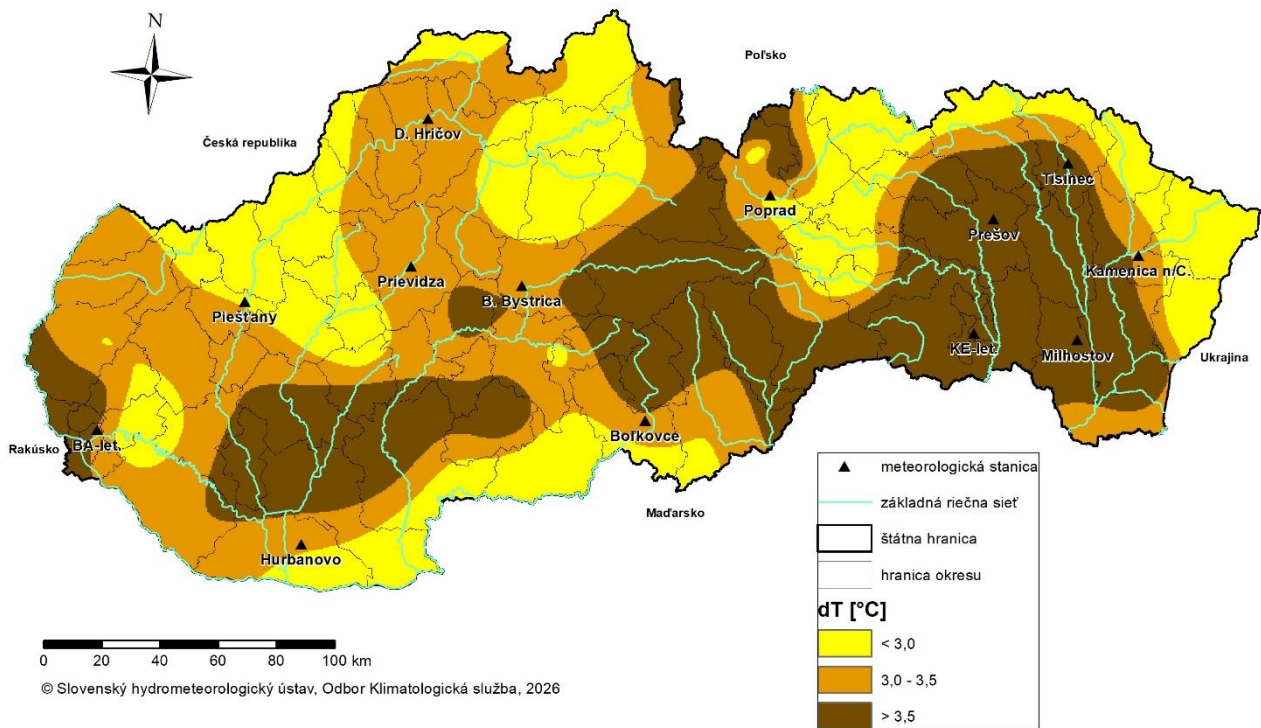 N
Poľsko
D. Hričov
Česká republika
Tisinec
Poprad
Prešov
Kamenica n/C.
Prievidza
B. Bystrica
Piešťany
KE-let.
Milhostov
Ukrajina
Boľkovce
BA-let.
Rakúsko
Maďarsko
Hurbanovo
meteorologická stanica
základná riečna sieť
štátna hranica
hranica okresu
dT [°C]
< 3,0
3,0 - 3,5
> 3,5
0 20 40 60 80 100 km
© Slovenský hydrometeorologický ústav, Odbor Klimatologická služba, 2026